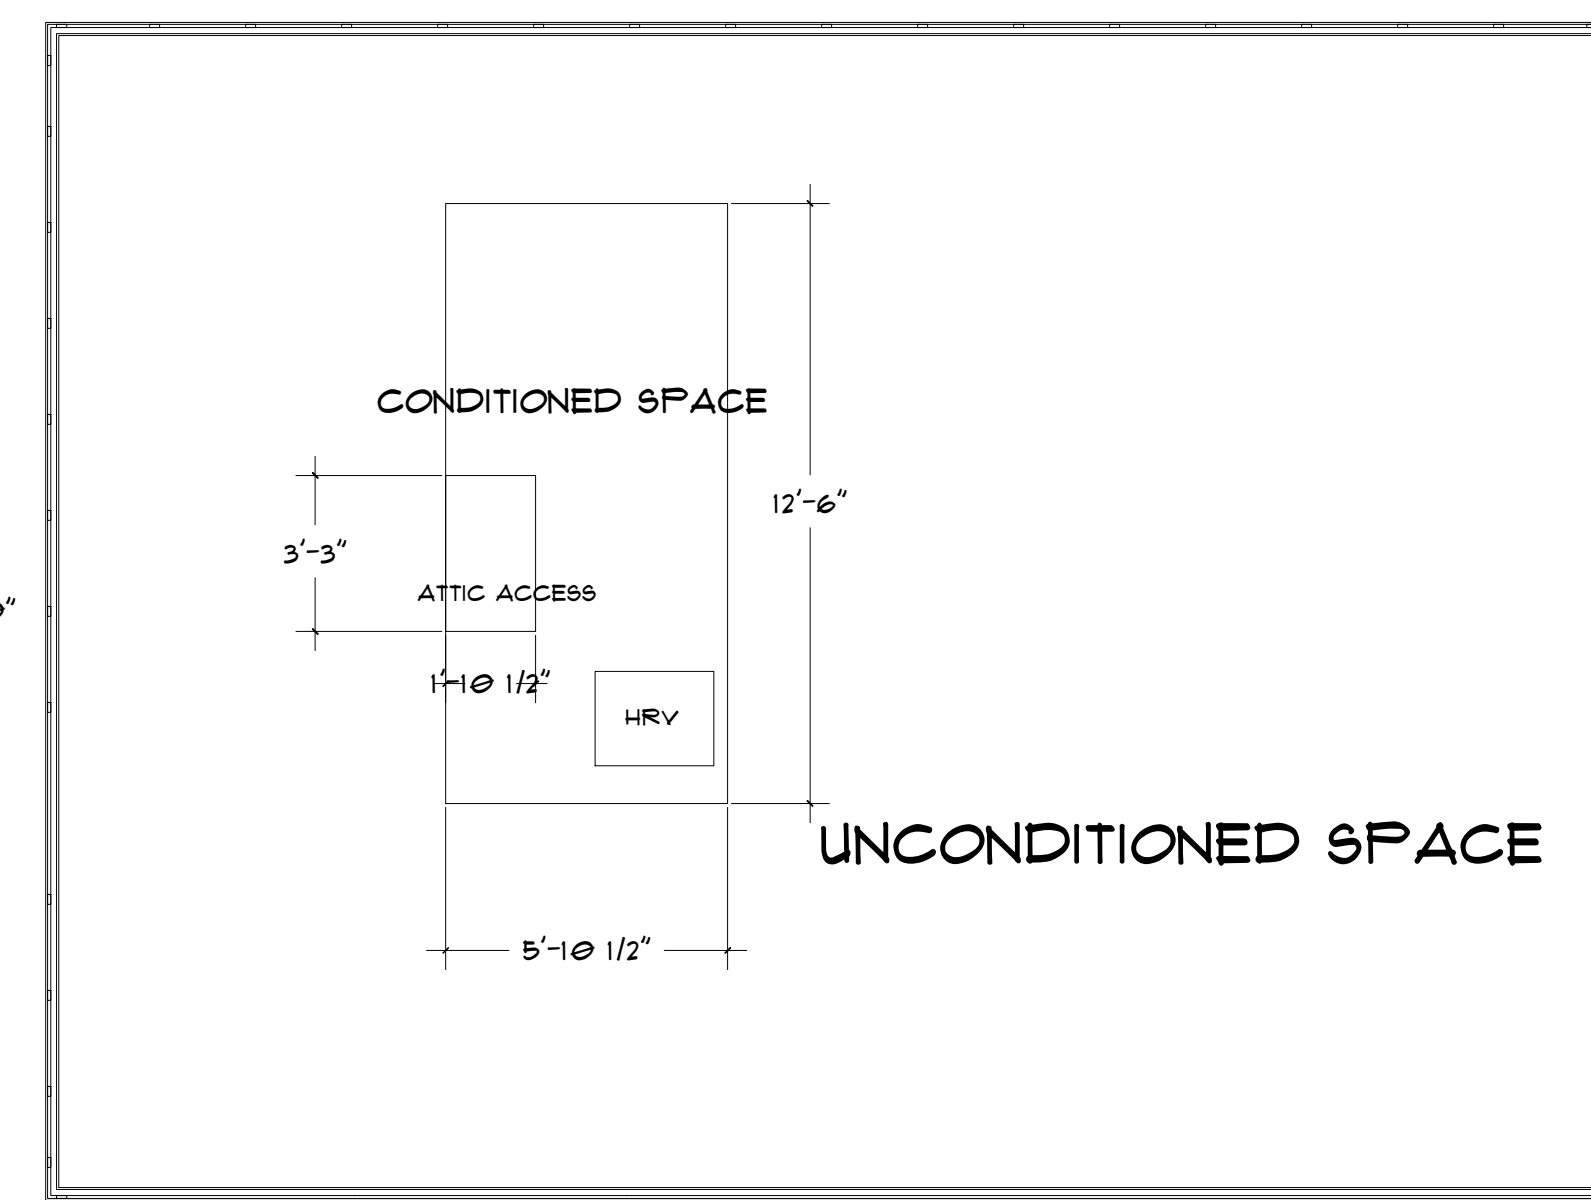 CONDITIONED SPACE
12'-6"
3'-3"
ATTIC ACCESS
1'-10 1/2"
HRV
UNCONDITIONED SPACE
5'-10 1/2"